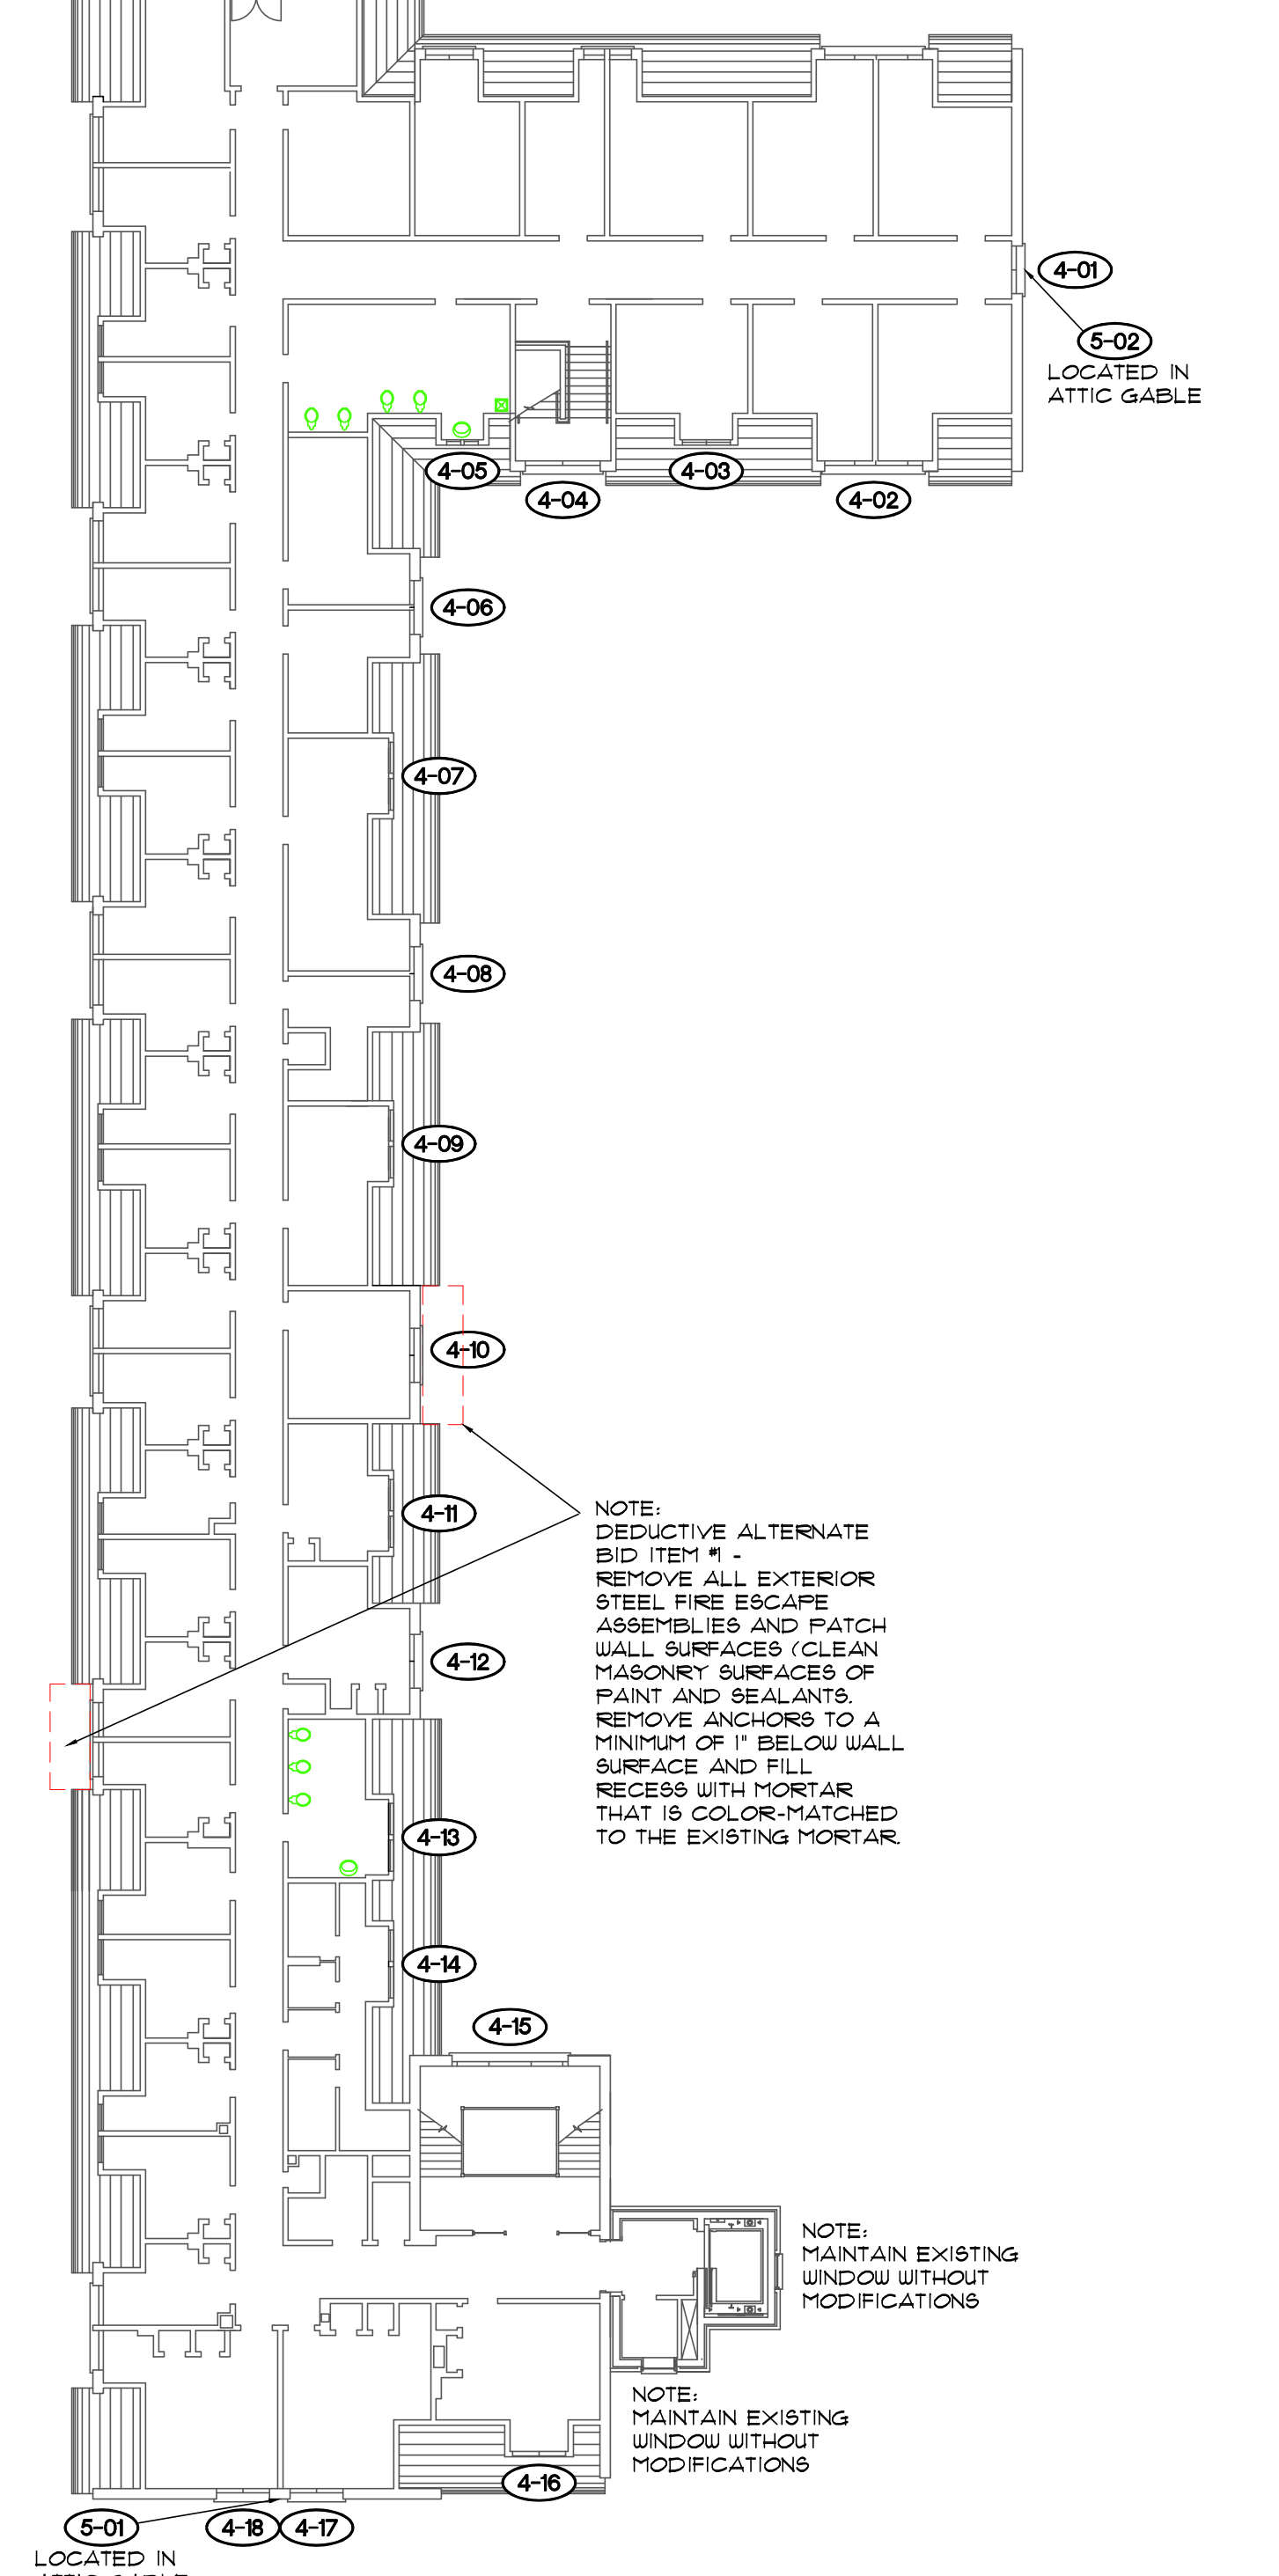 4-01
5-02
LOCATED IN
ATTIC GABLE
4-05
4-03
4-04
4-02
4-06
4-07
4-08
4-09
4-10
4-11
NOTE:
DEDUCTIVE ALTERNATE
BID ITEM #1 -
REMOVE ALL EXTERIOR
STEEL FIRE ESCAPE
ASSEMBLIES AND PATCH
WALL SURFACES (CLEAN
MASONRY SURFACES OF
PAINT AND SEALANTS.
REMOVE ANCHORS TO A
MINIMUM OF 1" BELOW WALL
SURFACE AND FILL
RECESS WITH MORTAR
THAT IS COLOR-MATCHED
TO THE EXISTING MORTAR.
4-12
4-13
4-14
4-15
NOTE:
MAINTAIN EXISTING
WINDOW WITHOUT
MODIFICATIONS
NOTE:
MAINTAIN EXISTING
WINDOW WITHOUT
MODIFICATIONS
4-16
5-01
4-18
4-17
LOCATED IN